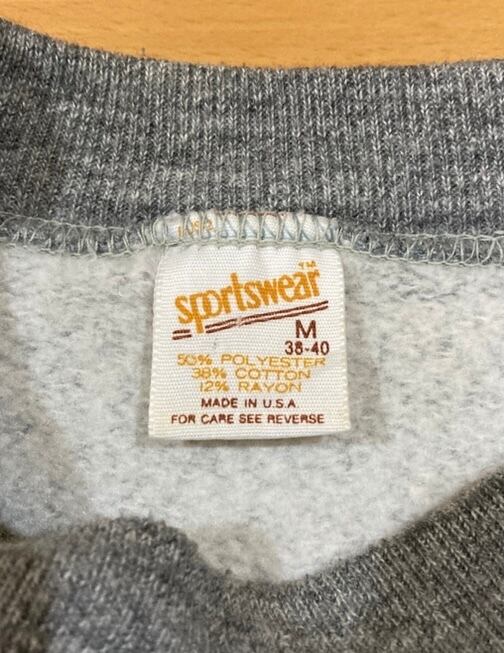 sportswear™
M
38-40
50% POLYESTER
38% COTTON
12% RAYON
MADE IN U.S.A.
FOR CARE SEE REVERSE